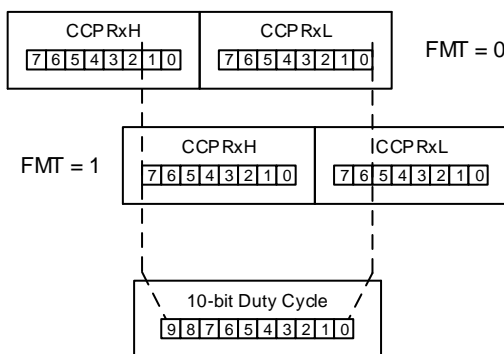 CCPRxH CCPRxL
7 6 5 4 3 2 1 0 7 6 5 4 3 2 1 0 FMT = 0
CCPRxH CCPRxL
FMT = 1 7 6 5 4 3 2 1 0 7 6 5 4 3 2 1 0
10-bit Duty Cycle
9 8 7 6 5 4 3 2 1 0